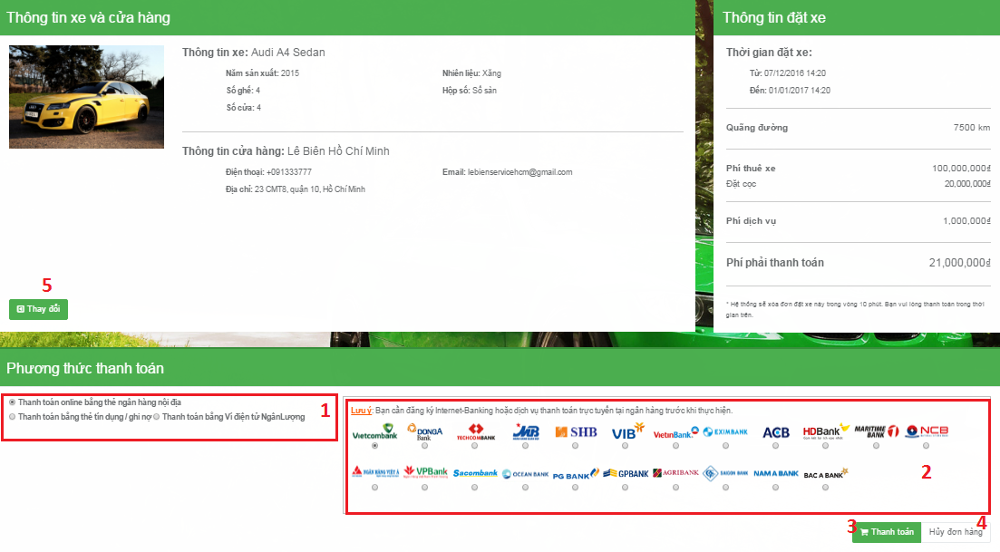 Thông tin xe và cửa hàng
Thông tin xe: Audi A4 Sedan
Năm sản xuất: 2015
Nhiên liệu: Xăng
Số ghế: 4
Hộp số: Số sàn
Số cửa: 4
Thông tin cửa hàng: Lê Biên Hồ Chí Minh
Điện thoại: +091333777
Email: lebienservicehcm@gmail.com
Địa chỉ: 23 CMT8, quận 10, Hồ Chí Minh
5
Thay đổi
Thông tin đặt xe
Thời gian đặt xe:
Từ: 07/12/2016 14:20
Đến: 01/01/2017 14:20
Quãng đường 7500 km
Phí thuê xe 100,000,000₫
Đặt cọc 20,000,000₫
Phí dịch vụ 1,000,000₫
Phí phải thanh toán 21,000,000₫
* Hệ thống sẽ xóa đơn đặt xe này trong vòng 10 phút. Bạn vui lòng thanh toán trong thời
gian trên.
Phương thức thanh toán
Thanh toán online bằng thẻ ngân hàng nội địa
Thanh toán bằng thẻ tín dụng / ghi nợ Thanh toán bằng Ví điện tử NgânLượng
1
Lưu ý: Bạn cần đăng ký Internet-Banking hoặc dịch vụ thanh toán trực tuyến tại ngân hàng trước khi thực hiện.
Vietcombank DONGA Bank TECHCOMBANK MB SHB VIB VietinBank EXIMBANK ACB HDBank MARITIME BANK NCB
NGÂN HÀNG VIỆT Á VPBank Sacombank OCEAN BANK PG BANK GPBANK AGRIBANK SAIGON BANK NAM A BANK BAC A BANK
2
3
Thanh toán
Hủy đơn hàng
4